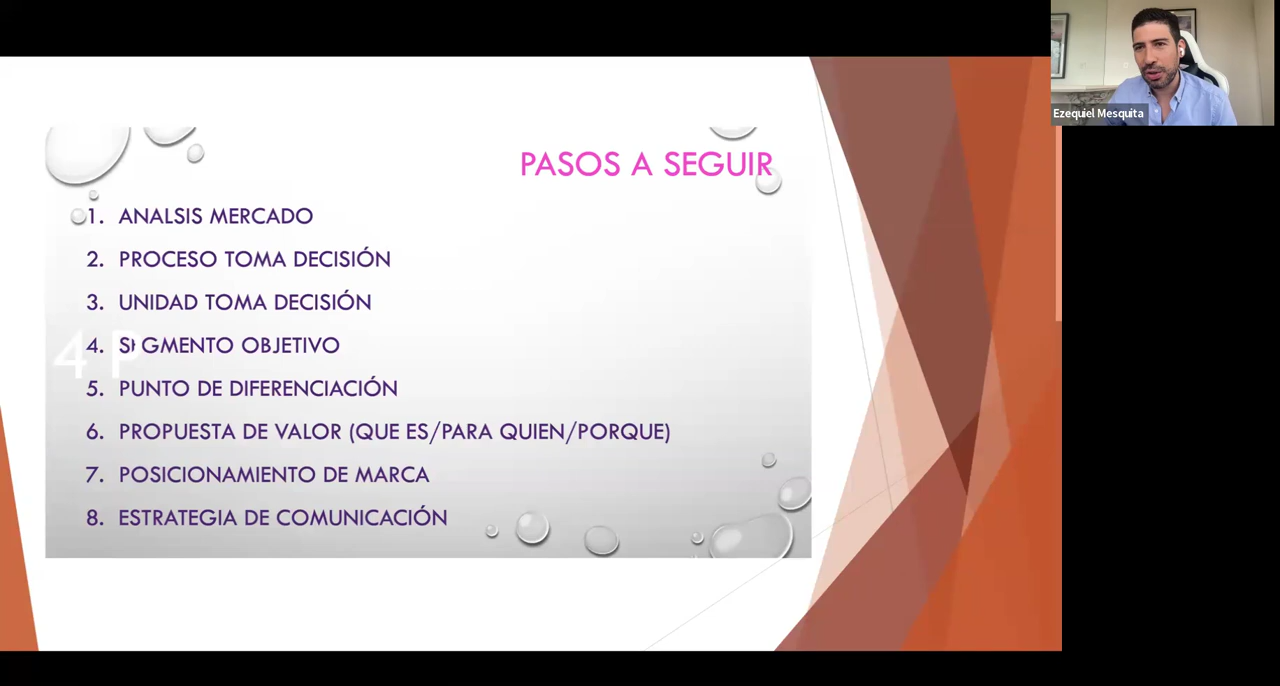 Ezequiel Mesquita
PASOS A SEGUIR
1. ANALSIS MERCADO
2. PROCESO TOMA DECISIÓN
3. UNIDAD TOMA DECISIÓN
4. SEGMENTO OBJETIVO
5. PUNTO DE DIFERENCIACIÓN
6. PROPUESTA DE VALOR (QUE ES/PARA QUIEN/PORQUE)
7. POSICIONAMIENTO DE MARCA
8. ESTRATEGIA DE COMUNICACIÓN
4 P